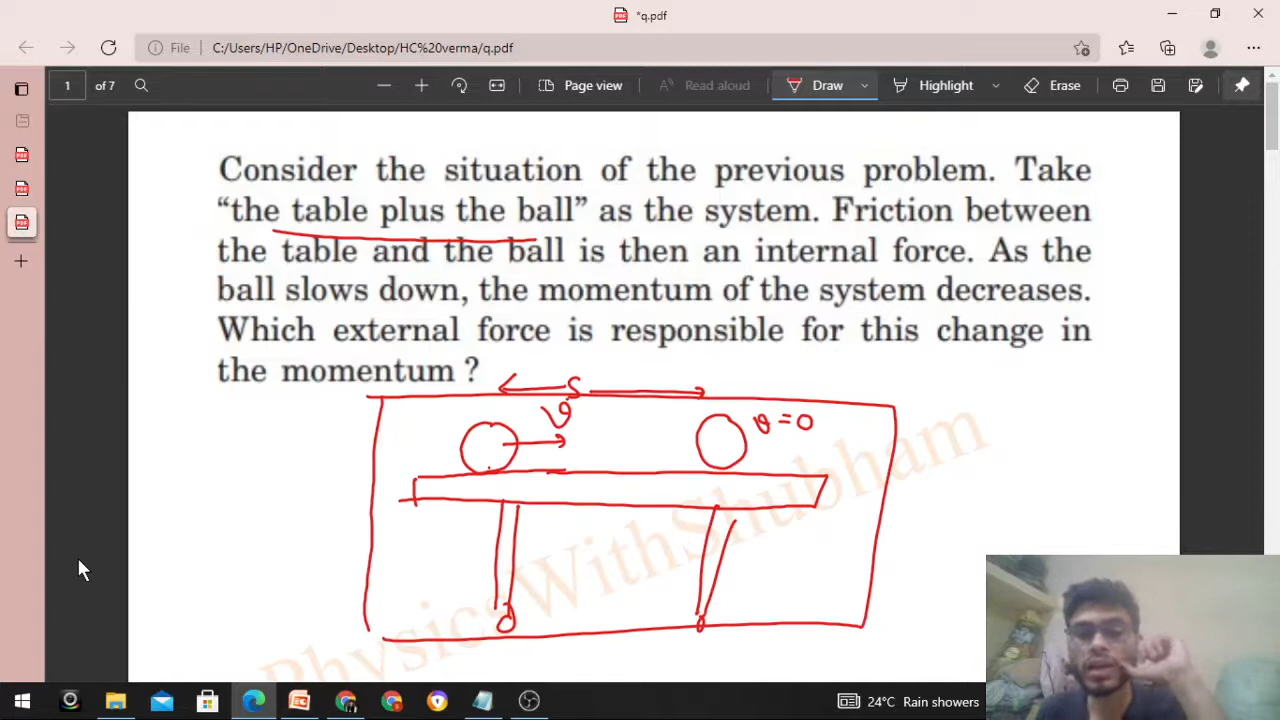 *q.pdf
File C:/Users/HP/OneDrive/Desktop/HC%20verma/q.pdf
1 of 7 Page view Read aloud Draw Highlight Erase
Consider the situation of the previous problem. Take
“the table plus the ball” as the system. Friction between
the table and the ball is then an internal force. As the
ball slows down, the momentum of the system decreases.
Which external force is responsible for this change in
the momentum ?
S
v
v = 0
PhysicsWithShubham
24°C Rain showers